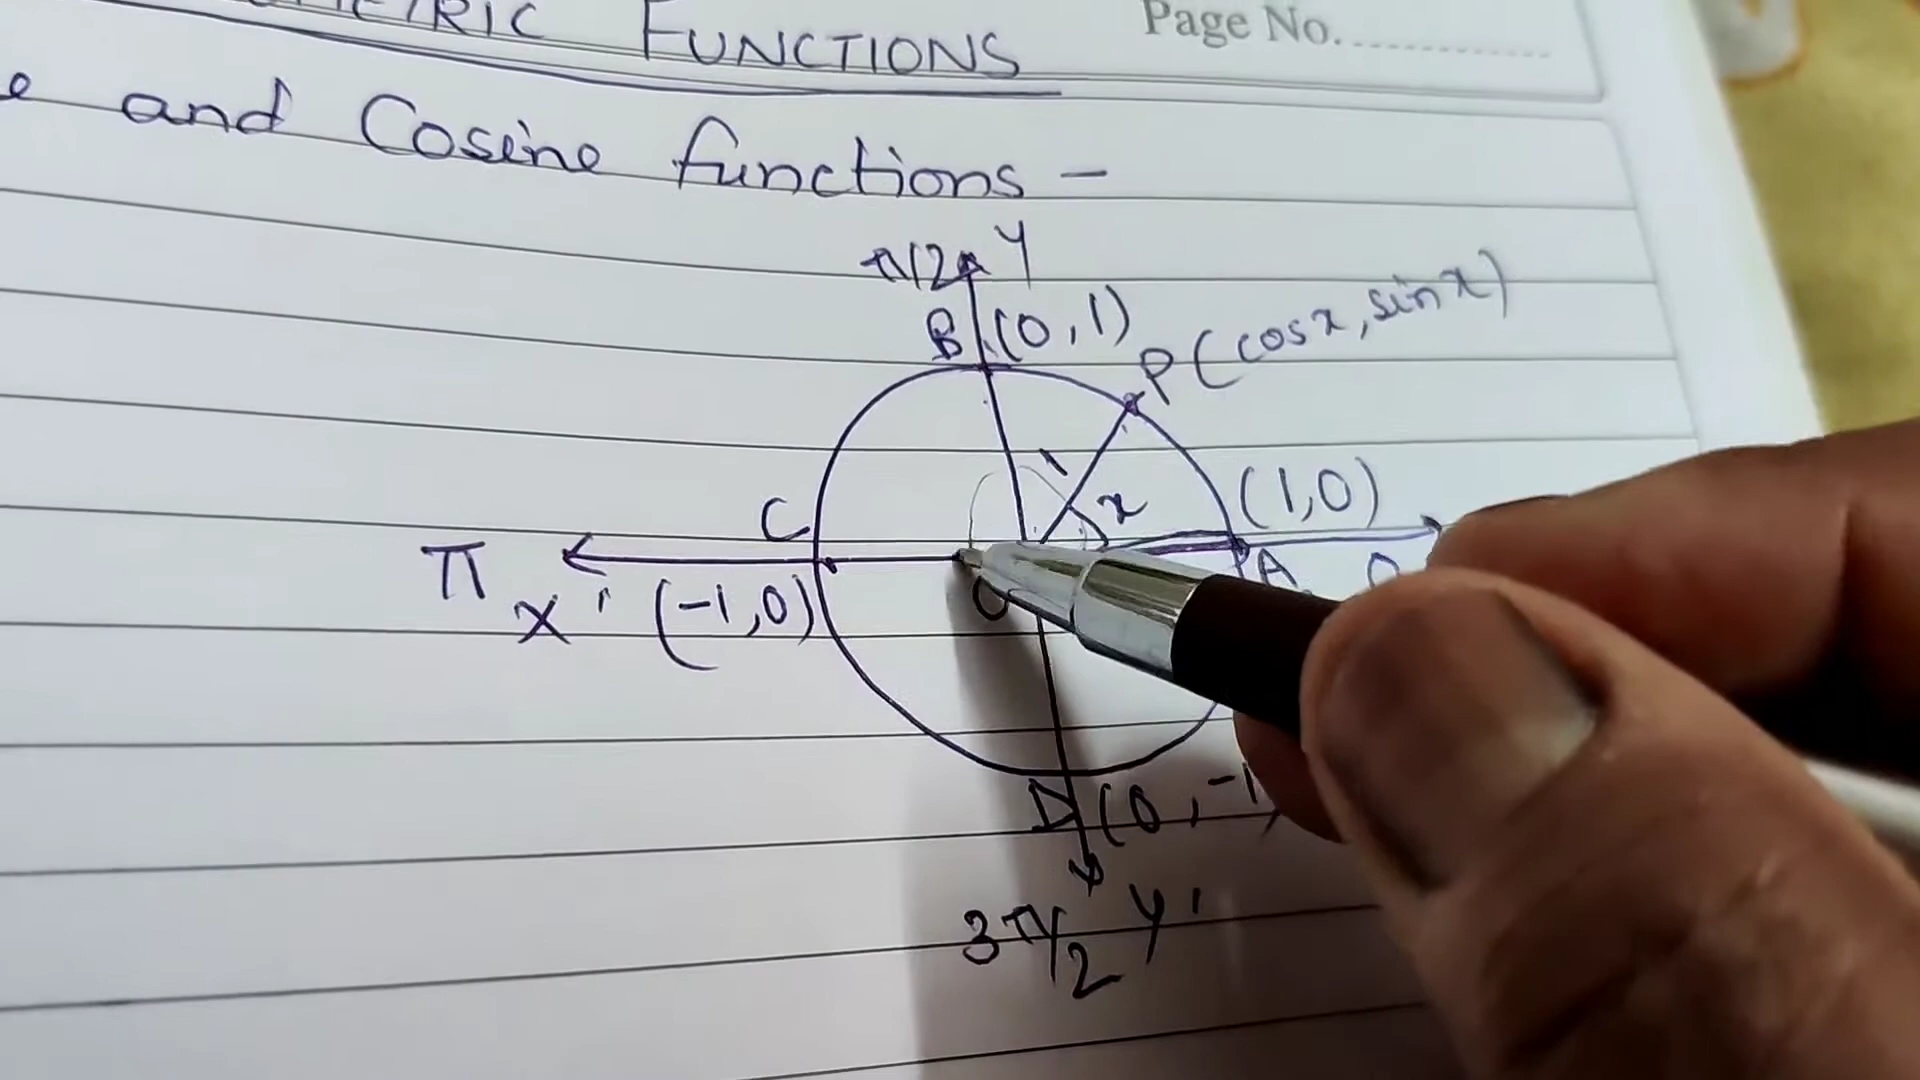 FUNCTIONS
Page No.
and Cosine functions -
π/2 Y
B (0,1)
P (cos x, sin x)
1
x
(1,0)
C
A
π
X' (-1,0)
O
D (0,-1
3π/2 Y'